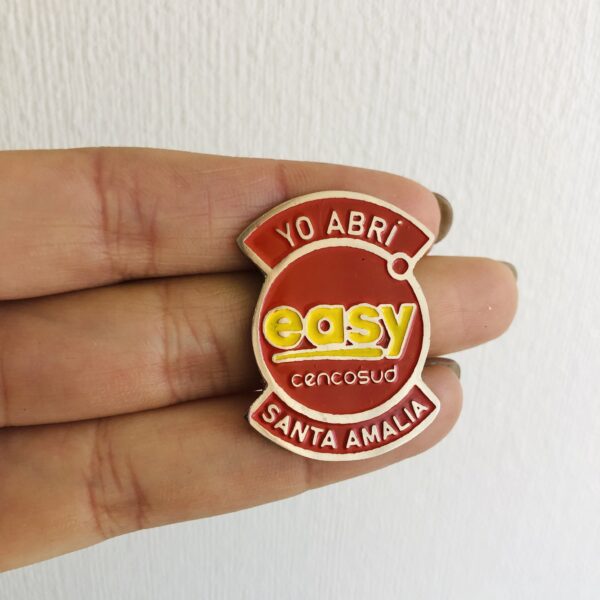 YO ABRÍ
easy
cencosud
SANTA AMALIA